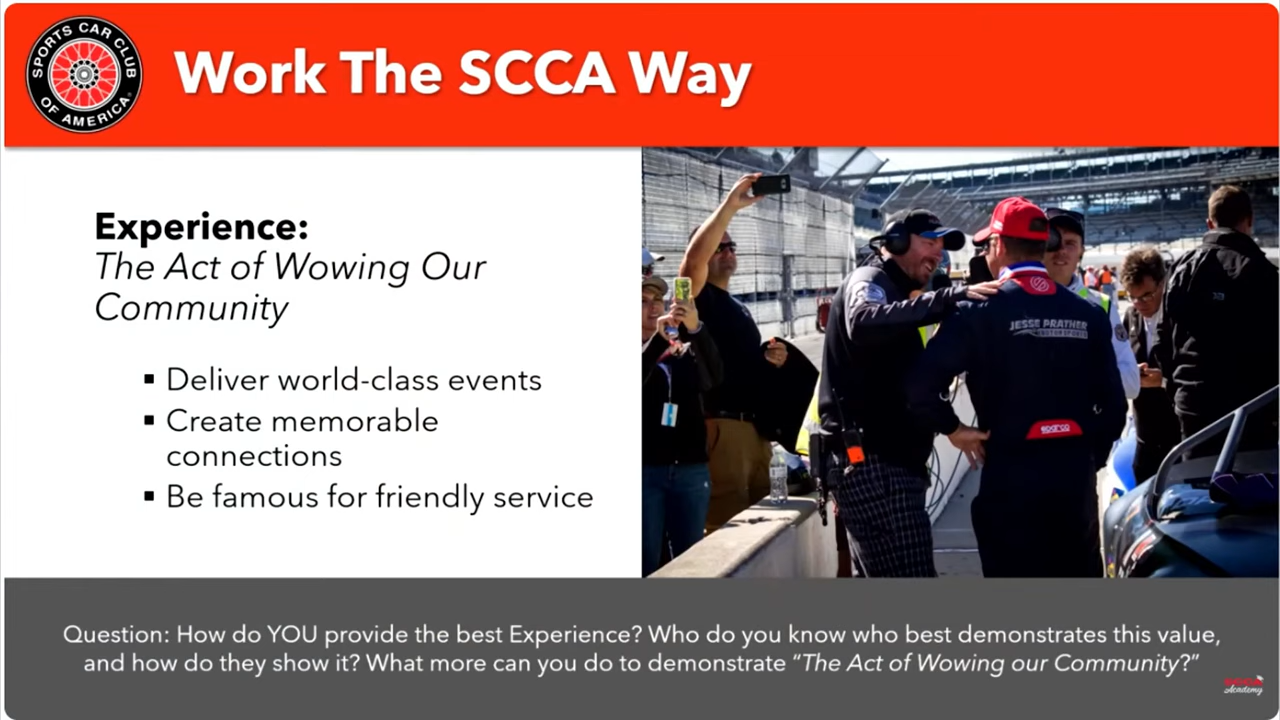 SPORTS CAR CLUB
OF AMERICA
Work The SCCA Way
Experience:
The Act of Wowing Our
Community
▪ Deliver world-class events
▪ Create memorable
connections
▪ Be famous for friendly service
JESSE PRATHER
MOTORSPORTS
sparco
Question: How do YOU provide the best Experience? Who do you know who best demonstrates this value,
and how do they show it? What more can you do to demonstrate “The Act of Wowing our Community?”
Academy